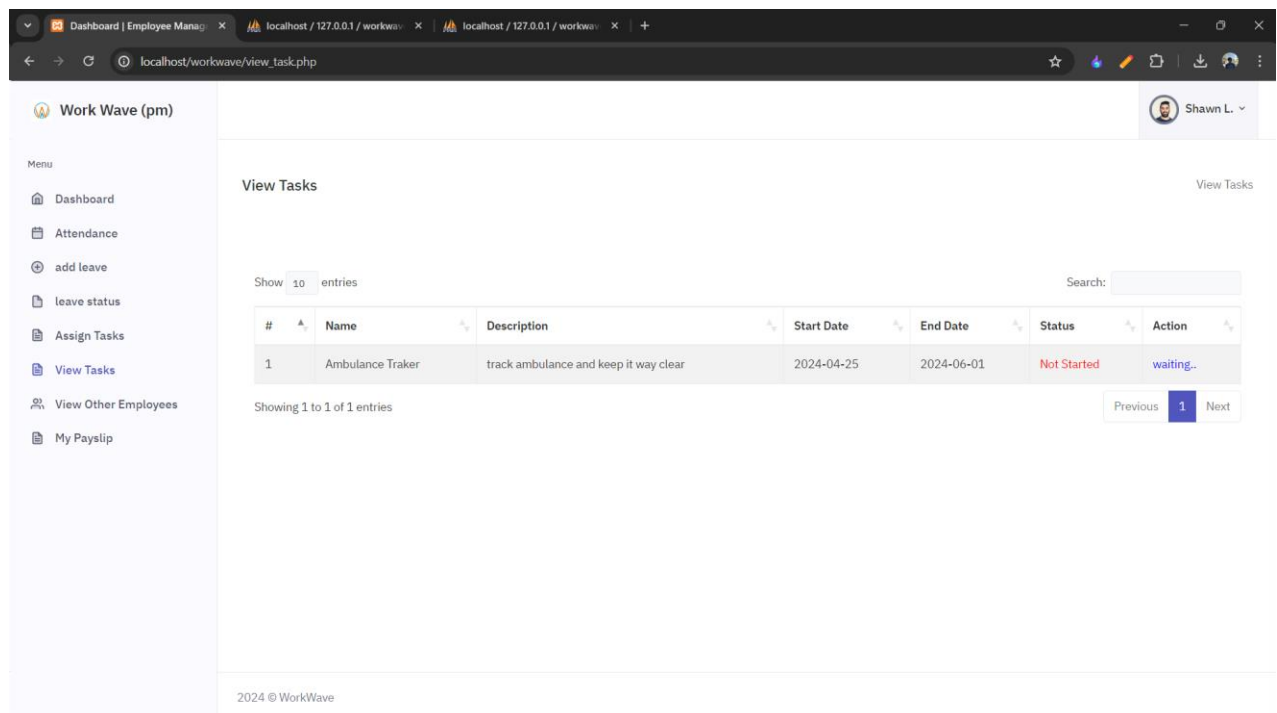 Dashboard | Employee Manag
localhost / 127.0.0.1 / workwav
localhost / 127.0.0.1 / workwav
localhost/workwave/view_task.php
Work Wave (pm)
Shawn L.
Menu
Dashboard
Attendance
add leave
leave status
Assign Tasks
View Tasks
View Other Employees
My Payslip
View Tasks
View Tasks
Show 10 entries
Search:
# Name Description Start Date End Date Status Action
1 Ambulance Traker track ambulance and keep it way clear 2024-04-25 2024-06-01 Not Started waiting..
Showing 1 to 1 of 1 entries
Previous 1 Next
2024 © WorkWave